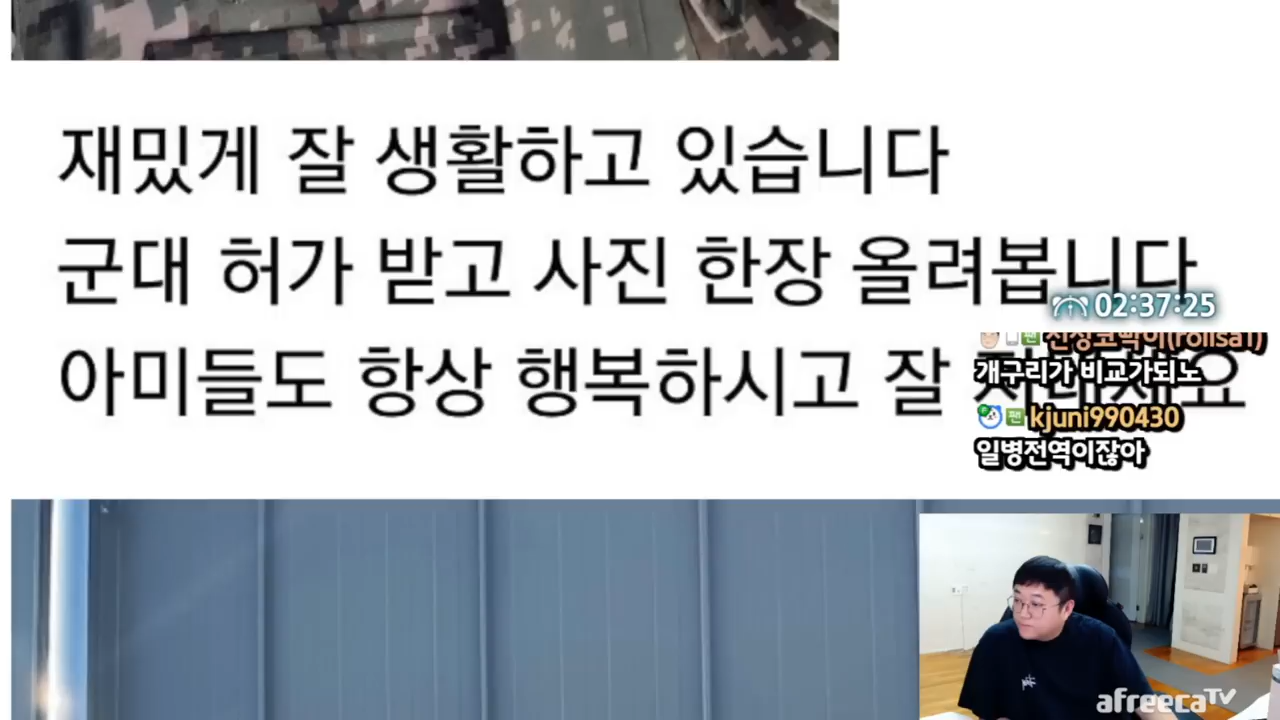 재밌게 잘 생활하고 있습니다
군대 허가 받고 사진 한장 올려봅니다
02:37:25
아미들도 항상 행복하시고 잘
개구리가 비교가되노
팬 kjuni990430
일병전역이잖아
afreecaTV